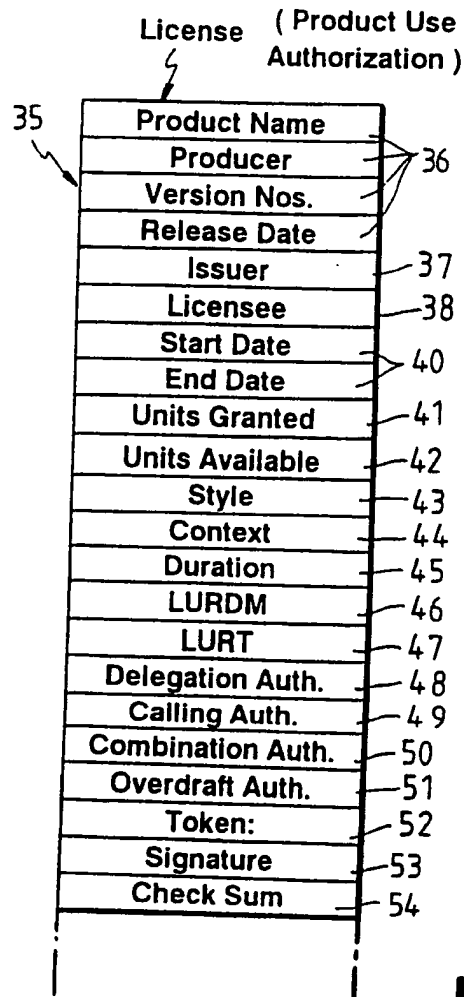 License ( Product Use
Authorization )
35
Product Name
Producer
36
Version Nos.
Release Date
Issuer 37
Licensee 38
Start Date
40
End Date
Units Granted 41
Units Available 42
Style 43
Context 44
Duration 45
LURDM 46
LURT 47
Delegation Auth. 48
Calling Auth. 49
Combination Auth. 50
Overdraft Auth. 51
Token: 52
Signature 53
Check Sum 54